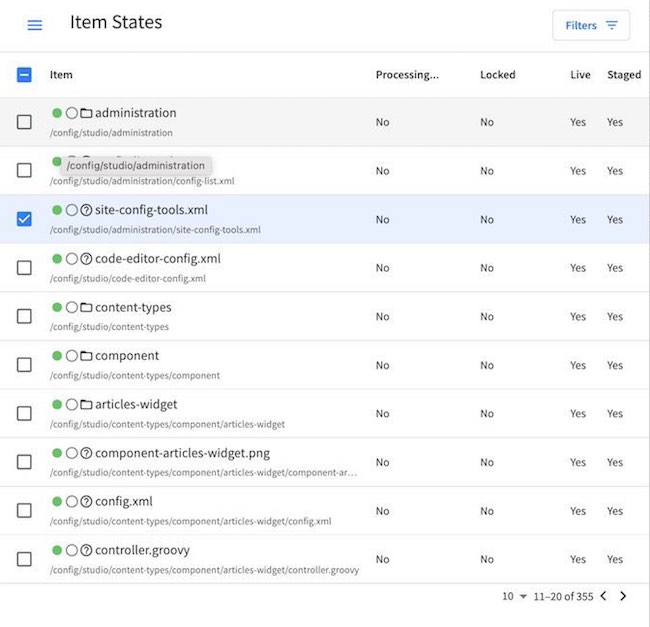 Item States
Filters
Item Processing... Locked Live Staged
administration
/config/studio/administration
No No Yes Yes
/config/studio/administration
/config/studio/administration/config-list.xml
No No Yes Yes
site-config-tools.xml
/config/studio/administration/site-config-tools.xml
No No Yes Yes
code-editor-config.xml
/config/studio/code-editor-config.xml
No No Yes Yes
content-types
/config/studio/content-types
No No Yes Yes
component
/config/studio/content-types/component
No No Yes Yes
articles-widget
/config/studio/content-types/component/articles-widget
No No Yes Yes
component-articles-widget.png
/config/studio/content-types/component/articles-widget/component-ar...
No No Yes Yes
config.xml
/config/studio/content-types/component/articles-widget/config.xml
No No Yes Yes
controller.groovy
/config/studio/content-types/component/articles-widget/controller.groovy
No No Yes Yes
10 11–20 of 355